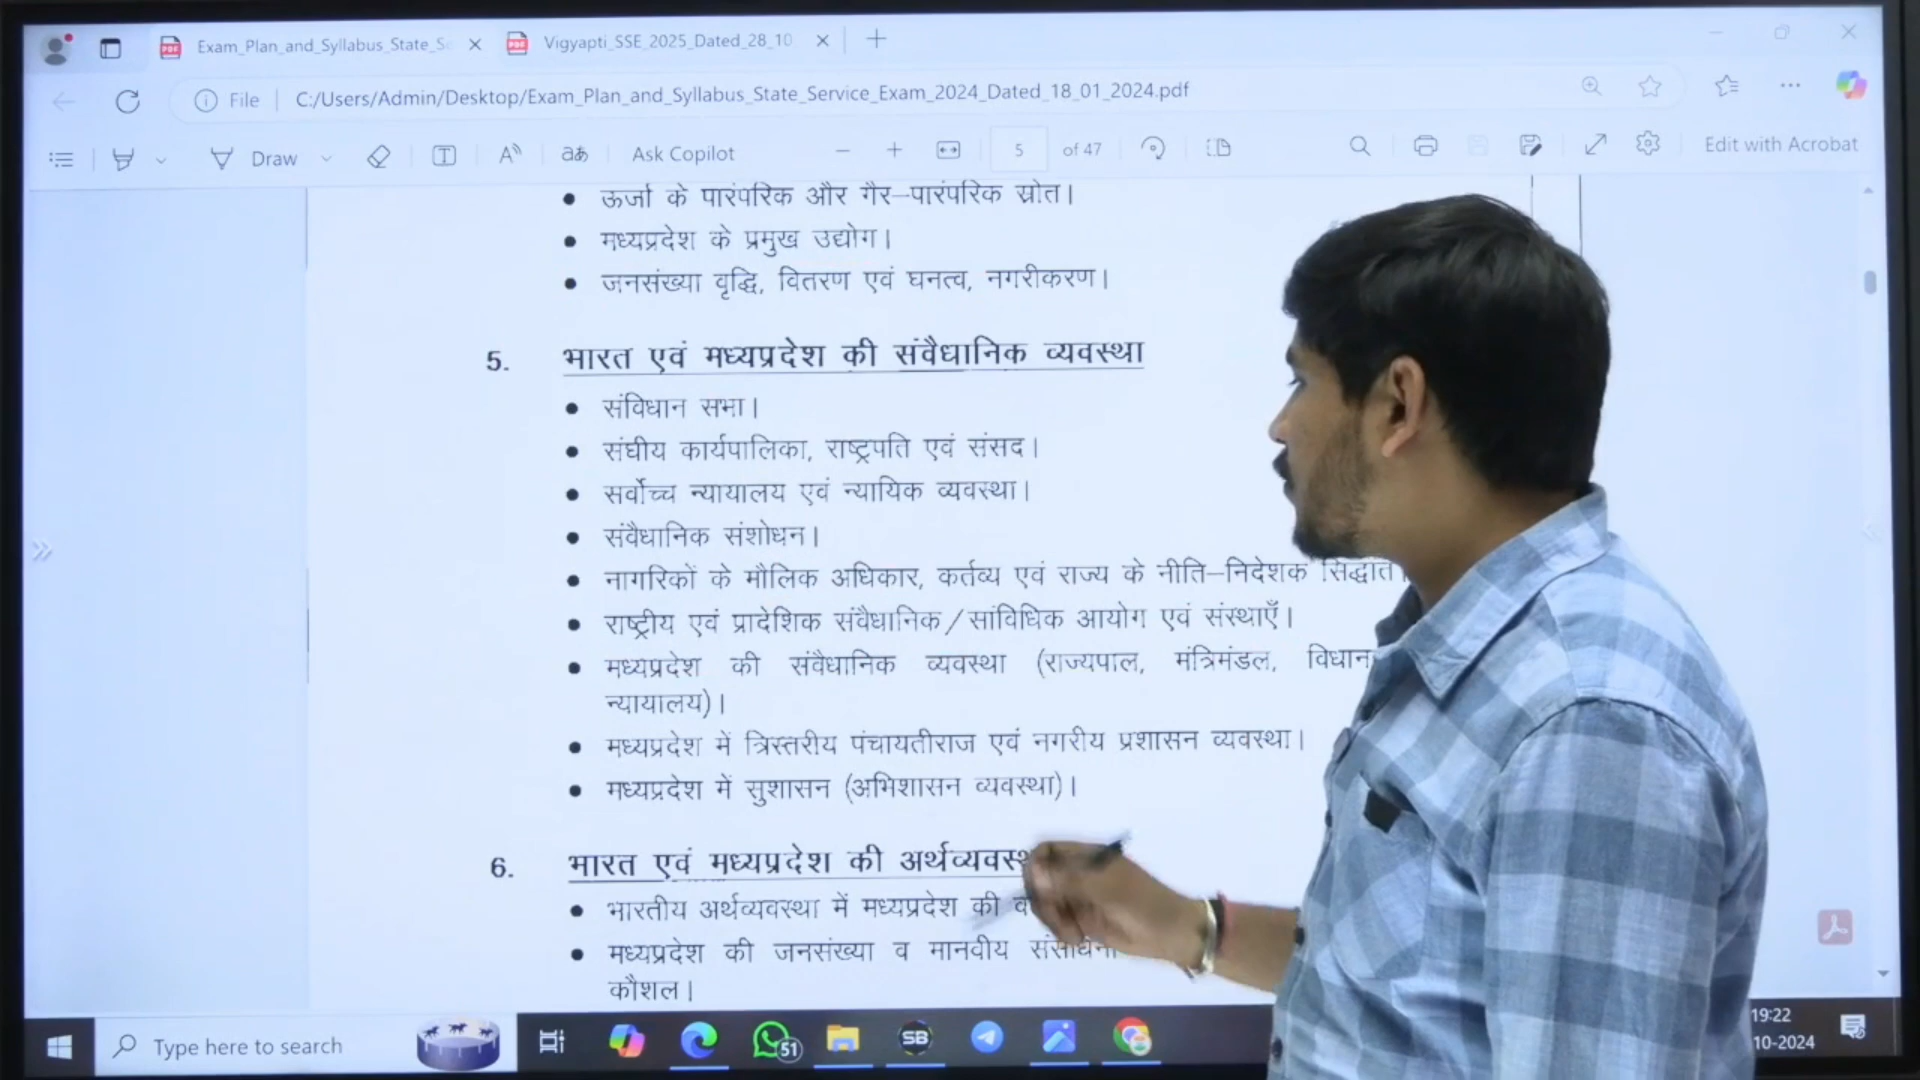 Exam_Plan_and_Syllabus_State_Se
Vigyapti_SSE_2025_Dated_28_10
File
C:/Users/Admin/Desktop/Exam_Plan_and_Syllabus_State_Service_Exam_2024_Dated_18_01_2024.pdf
Draw
Ask Copilot
5 of 47
Edit with Acrobat
• ऊर्जा के पारंपरिक और गैर–पारंपरिक स्रोत।
• मध्यप्रदेश के प्रमुख उद्योग।
• जनसंख्या वृद्धि, वितरण एवं घनत्व, नगरीकरण।
5. भारत एवं मध्यप्रदेश की संवैधानिक व्यवस्था
• संविधान सभा।
• संघीय कार्यपालिका, राष्ट्रपति एवं संसद।
• सर्वोच्च न्यायालय एवं न्यायिक व्यवस्था।
• संवैधानिक संशोधन।
• नागरिकों के मौलिक अधिकार, कर्तव्य एवं राज्य के नीति–निदेशक सिद्धांत।
• राष्ट्रीय एवं प्रादेशिक संवैधानिक/सांविधिक आयोग एवं संस्थाएँ।
• मध्यप्रदेश की संवैधानिक व्यवस्था (राज्यपाल, मंत्रिमंडल, विधान
न्यायालय)।
• मध्यप्रदेश में त्रिस्तरीय पंचायतीराज एवं नगरीय प्रशासन व्यवस्था।
• मध्यप्रदेश में सुशासन (अभिशासन व्यवस्था)।
6. भारत एवं मध्यप्रदेश की
• भारतीय अर्थव्यवस्था में मध्यप्रदेश की
• मध्यप्रदेश की जनसंख्या व मानवीय
कौशल।
Type here to search
51
SB
19:22
10-2024